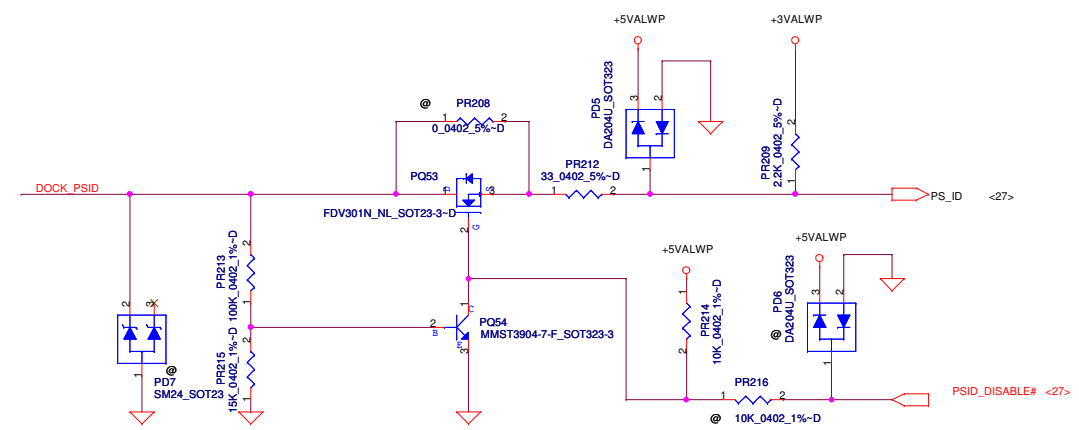 +5VALWP
+3VALWP
@
PR208
1
2
0_0402_5%~D
PD5
DA204U_SOT323
3
2
1
PR209
2.2K_0402_5%~D
2
1
DOCK_PSID
PQ53
1
D
S
3
FDV301N_NL_SOT23-3~D
G
2
PR212
33_0402_5%~D
1
2
PS_ID
<27>
PR213
100K_0402_1%~D
2
1
+5VALWP
+5VALWP
PR214
10K_0402_1%~D
1
2
PD6
DA204U_SOT323
@
3
2
1
2
3
1
@
PD7
SM24_SOT23
PR215
15K_0402_1%~D
2
1
2
B
1
C
E
3
PQ54
MMST3904-7-F_SOT323-3
PR216
1
2
@
10K_0402_1%~D
PSID_DISABLE#
<27>